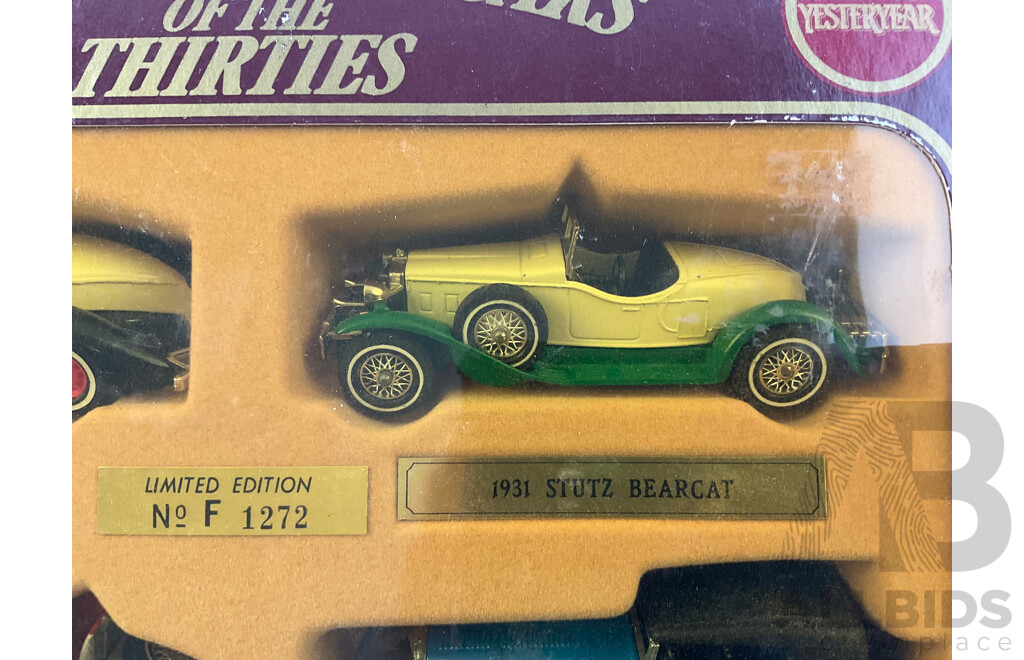 OF THE
THIRTIES
YESTERYEAR
LIMITED EDITION
Nº F 1272
1931 STUTZ BEARCAT
BIDS
place